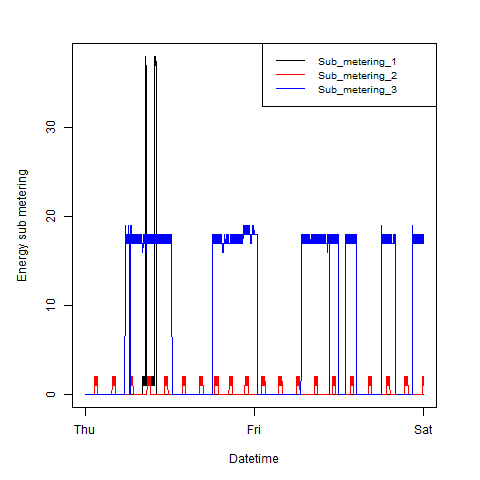 Sub_metering_1
Sub_metering_2
Sub_metering_3
Energy sub metering
30
20
10
0
Thu Fri Sat
Datetime